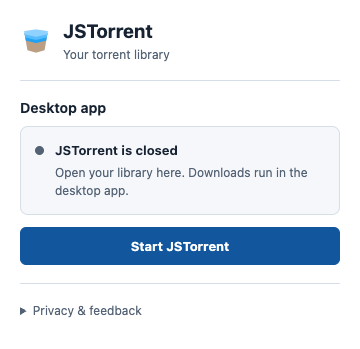 JSTorrent
Your torrent library
Desktop app
JSTorrent is closed
Open your library here. Downloads run in the
desktop app.
Start JSTorrent
Privacy & feedback